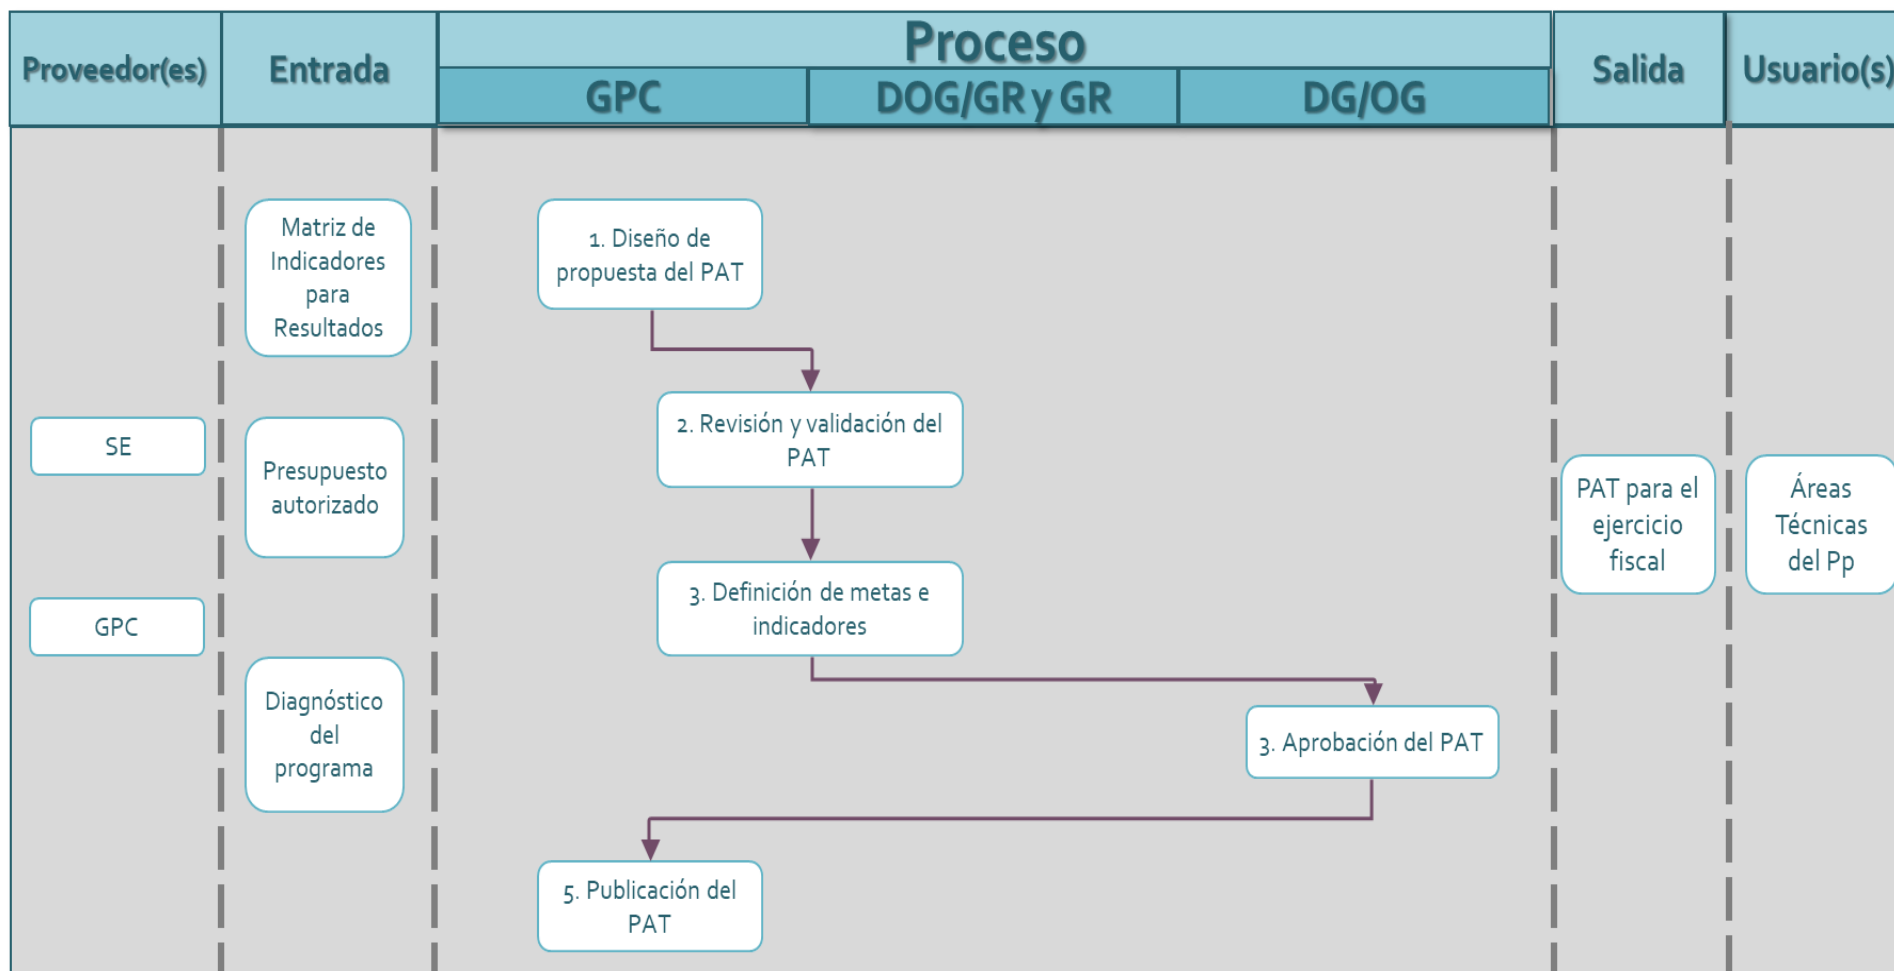 Proveedor(es)
Entrada
Proceso
GPC
DOG/GR y GR
DG/OG
Salida
Usuario(s)
SE
GPC
Matriz de
Indicadores
para
Resultados
Presupuesto
autorizado
Diagnóstico
del
programa
1. Diseño de
propuesta del PAT
2. Revisión y validación del
PAT
3. Definición de metas e
indicadores
3. Aprobación del PAT
5. Publicación del
PAT
PAT para el
ejercicio
fiscal
Áreas
Técnicas
del Pp